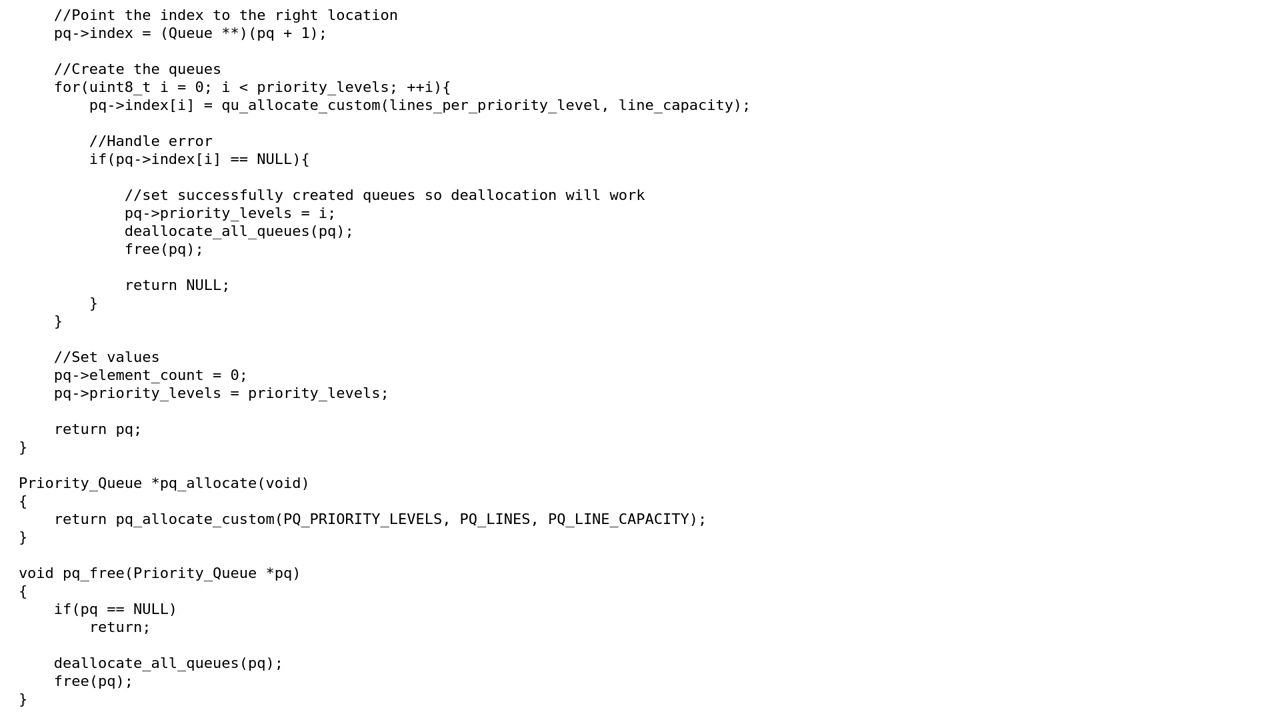 //Point the index to the right location
    pq->index = (Queue **)(pq + 1);

    //Create the queues
    for(uint8_t i = 0; i < priority_levels; ++i){
        pq->index[i] = qu_allocate_custom(lines_per_priority_level, line_capacity);

        //Handle error
        if(pq->index[i] == NULL){

            //set successfully created queues so deallocation will work
            pq->priority_levels = i;
            deallocate_all_queues(pq);
            free(pq);

            return NULL;
        }
    }

    //Set values
    pq->element_count = 0;
    pq->priority_levels = priority_levels;

    return pq;
}

Priority_Queue *pq_allocate(void)
{
    return pq_allocate_custom(PQ_PRIORITY_LEVELS, PQ_LINES, PQ_LINE_CAPACITY);
}

void pq_free(Priority_Queue *pq)
{
    if(pq == NULL)
        return;

    deallocate_all_queues(pq);
    free(pq);
}